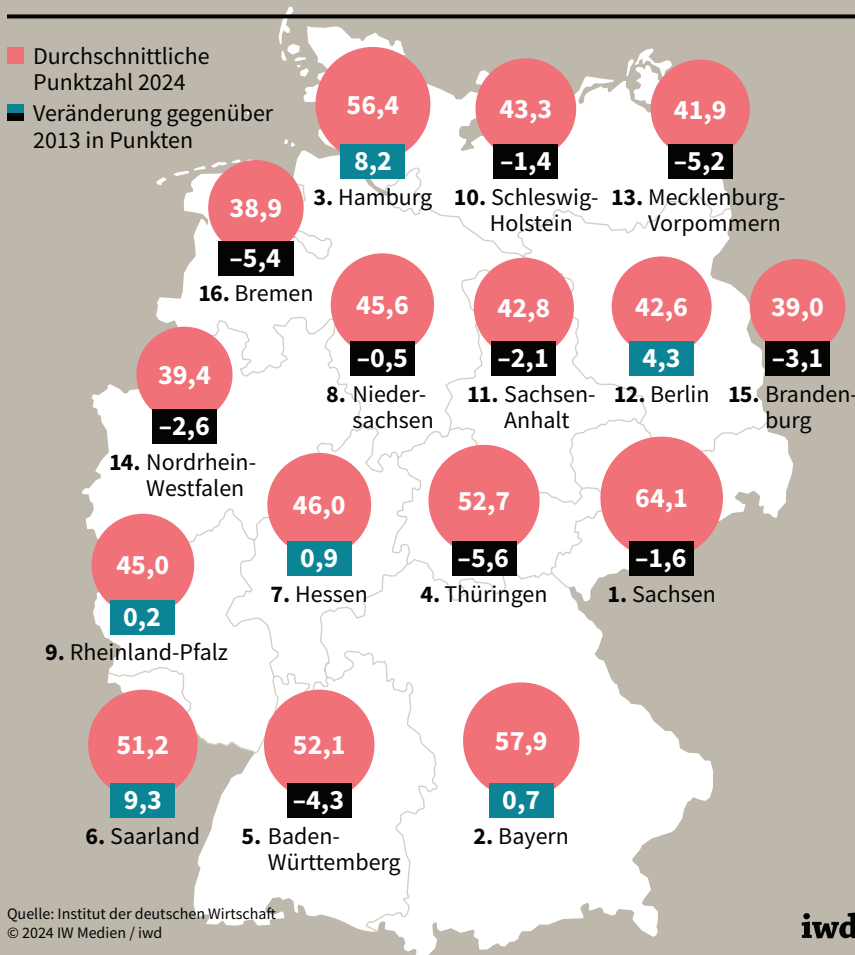 Durchschnittliche
Punktzahl 2024
Veränderung gegenüber
2013 in Punkten
56,4
8,2
3. Hamburg
43,3
–1,4
10. Schleswig-
Holstein
41,9
–5,2
13. Mecklenburg-
Vorpommern
38,9
–5,4
16. Bremen
45,6
–0,5
8. Nieder-
sachsen
42,8
–2,1
11. Sachsen-
Anhalt
42,6
4,3
12. Berlin
39,0
–3,1
15. Branden-
burg
39,4
–2,6
14. Nordrhein-
Westfalen
46,0
0,9
7. Hessen
52,7
–5,6
4. Thüringen
64,1
–1,6
1. Sachsen
45,0
0,2
9. Rheinland-Pfalz
51,2
9,3
6. Saarland
52,1
–4,3
5. Baden-
Württemberg
57,9
0,7
2. Bayern
Quelle: Institut der deutschen Wirtschaft
© 2024 IW Medien / iwd
iwd